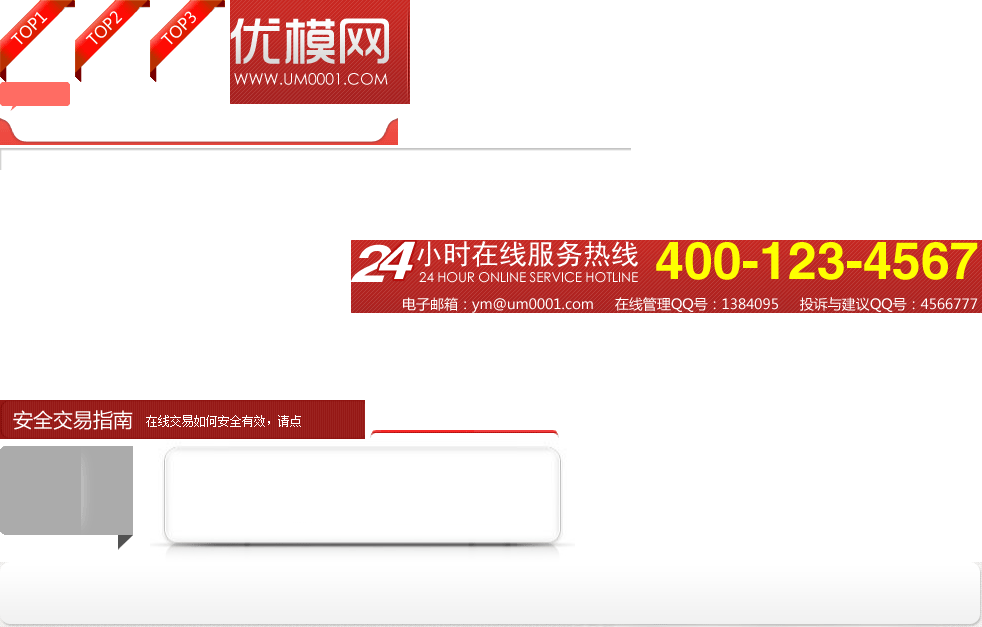 TOP1
TOP2
TOP3
优模网
WWW.UM0001.COM
24小时在线服务热线 400-123-4567
24 HOUR ONLINE SERVICE HOTLINE
电子邮箱：ym@um0001.com 在线管理QQ号：1384095 投诉与建议QQ号：4566777
安全交易指南 在线交易如何安全有效，请点